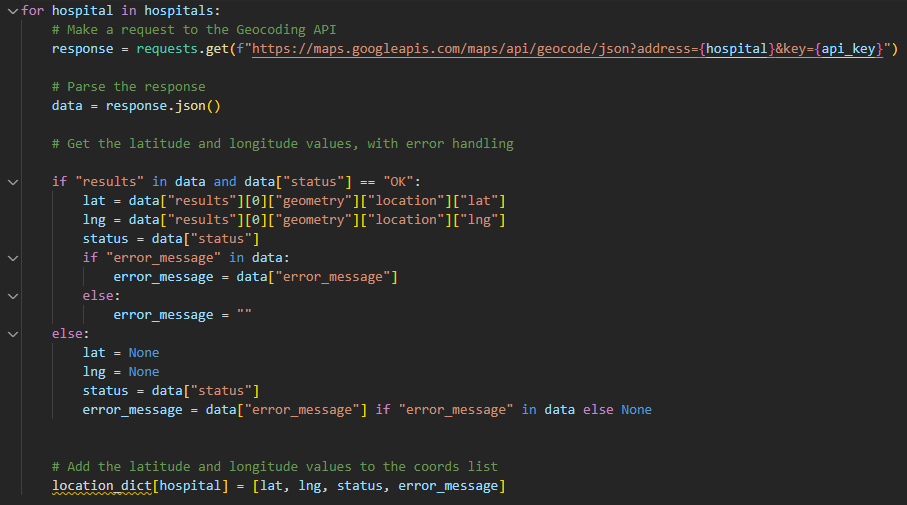 for hospital in hospitals:
    # Make a request to the Geocoding API
    response = requests.get(f"https://maps.googleapis.com/maps/api/geocode/json?address={hospital}&key={api_key}")
    # Parse the response
    data = response.json()
    # Get the latitude and longitude values, with error handling
    if "results" in data and data["status"] == "OK":
        lat = data["results"][0]["geometry"]["location"]["lat"]
        lng = data["results"][0]["geometry"]["location"]["lng"]
        status = data["status"]
        if "error_message" in data:
            error_message = data["error_message"]
        else:
            error_message = ""
    else:
        lat = None
        lng = None
        status = data["status"]
        error_message = data["error_message"] if "error_message" in data else None
    # Add the latitude and longitude values to the coords list
    location_dict[hospital] = [lat, lng, status, error_message]